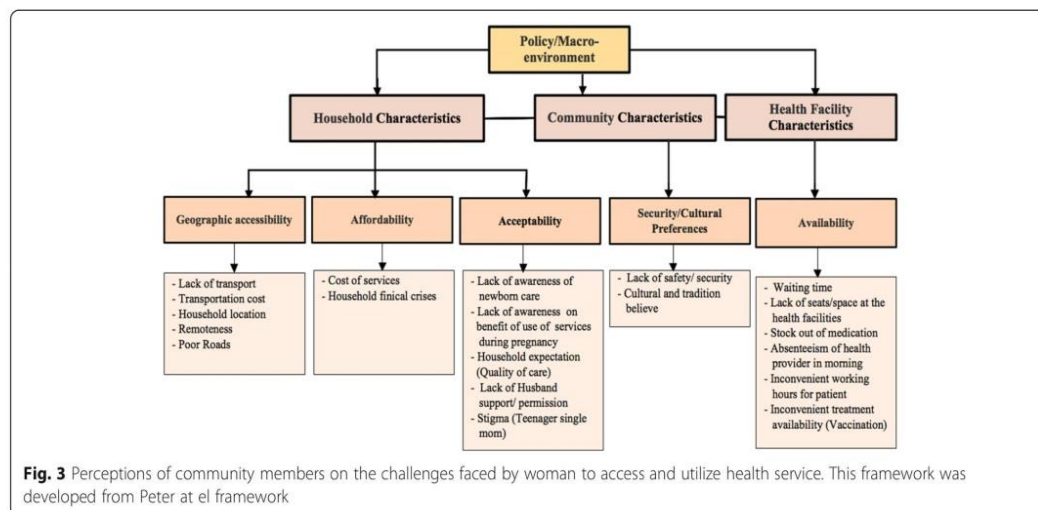 Policy/Macro-
environment
Household Characteristics
Community Characteristics
Health Facility
Characteristics
Geographic accessibility
Affordability
Acceptability
Security/Cultural
Preferences
Availability
- Lack of transport
- Transportation cost
- Household location
- Remoteness
- Poor Roads
- Cost of services
- Household finical crises
- Lack of awareness of
newborn care
- Lack of awareness on
benefit of use of services
during pregnancy
- Household expectation
(Quality of care)
- Lack of Husband
support/ permission
- Stigma (Teenager single
mom)
- Lack of safety/ security
- Cultural and tradition
believe
- Waiting time
- Lack of seats/space at the
health facilities
- Stock out of medication
- Absenteeism of health
provider in morning
- Inconvenient working
hours for patient
- Inconvenient treatment
availability (Vaccination)
Fig. 3 Perceptions of community members on the challenges faced by woman to access and utilize health service. This framework was
developed from Peter at el framework